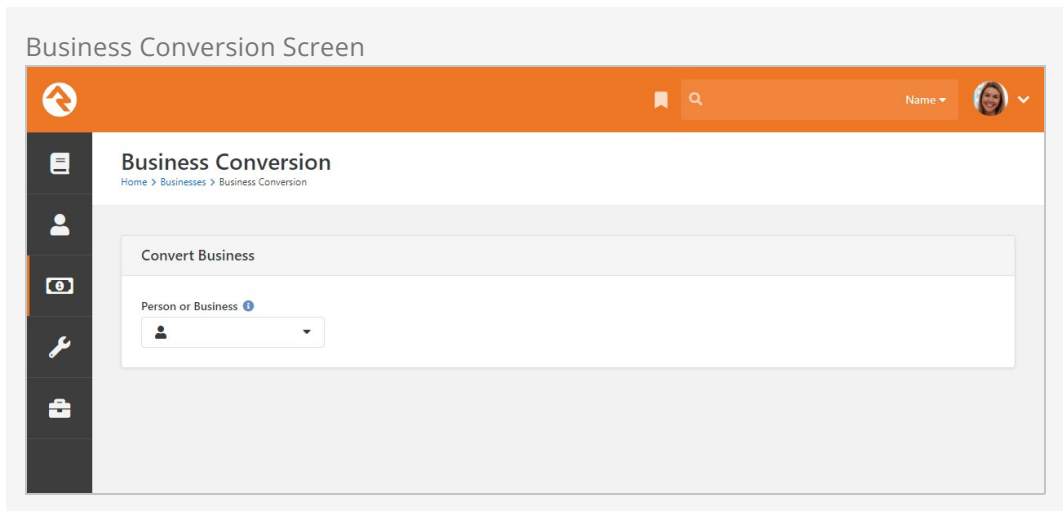 Business Conversion Screen
Name
Business Conversion
Home > Businesses > Business Conversion
Convert Business
Person or Business